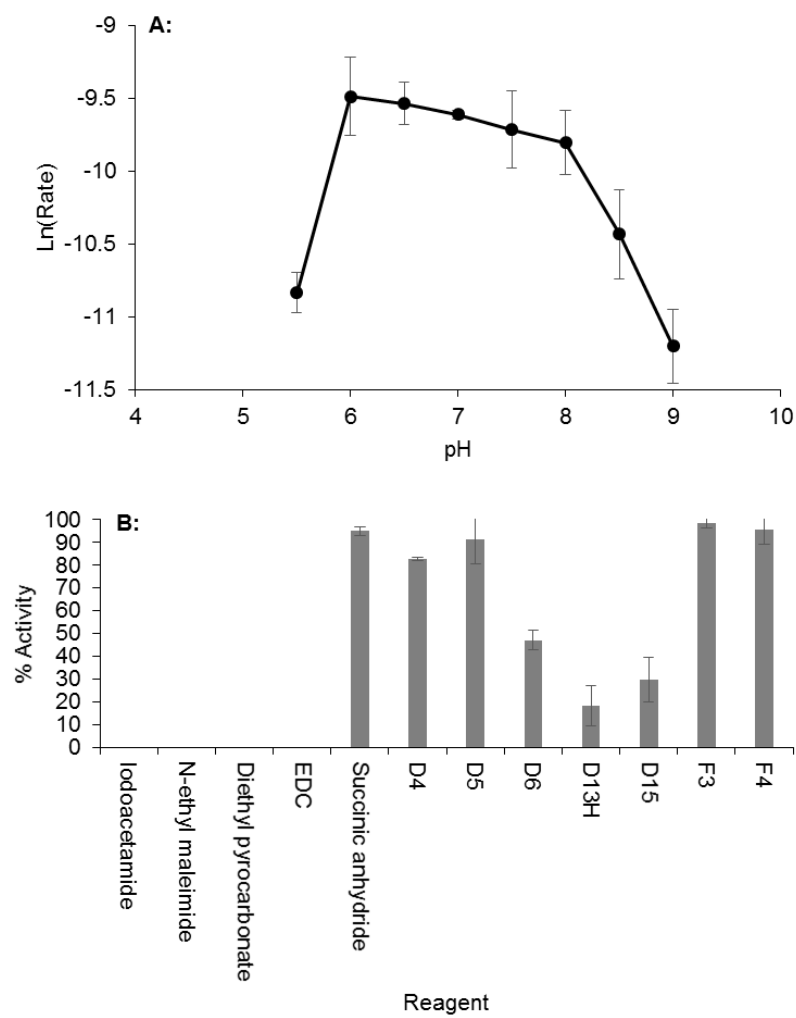 A:
-9
-9.5
-10
-10.5
-11
-11.5
Ln(Rate)
4 5 6 7 8 9 10
pH
B:
100
90
80
70
60
50
40
30
20
10
0
% Activity
Iodoacetamide
N-ethyl maleimide
Diethyl pyrocarbonate
EDC
Succinic anhydride
D4
D5
D6
D13H
D15
F3
F4
Reagent